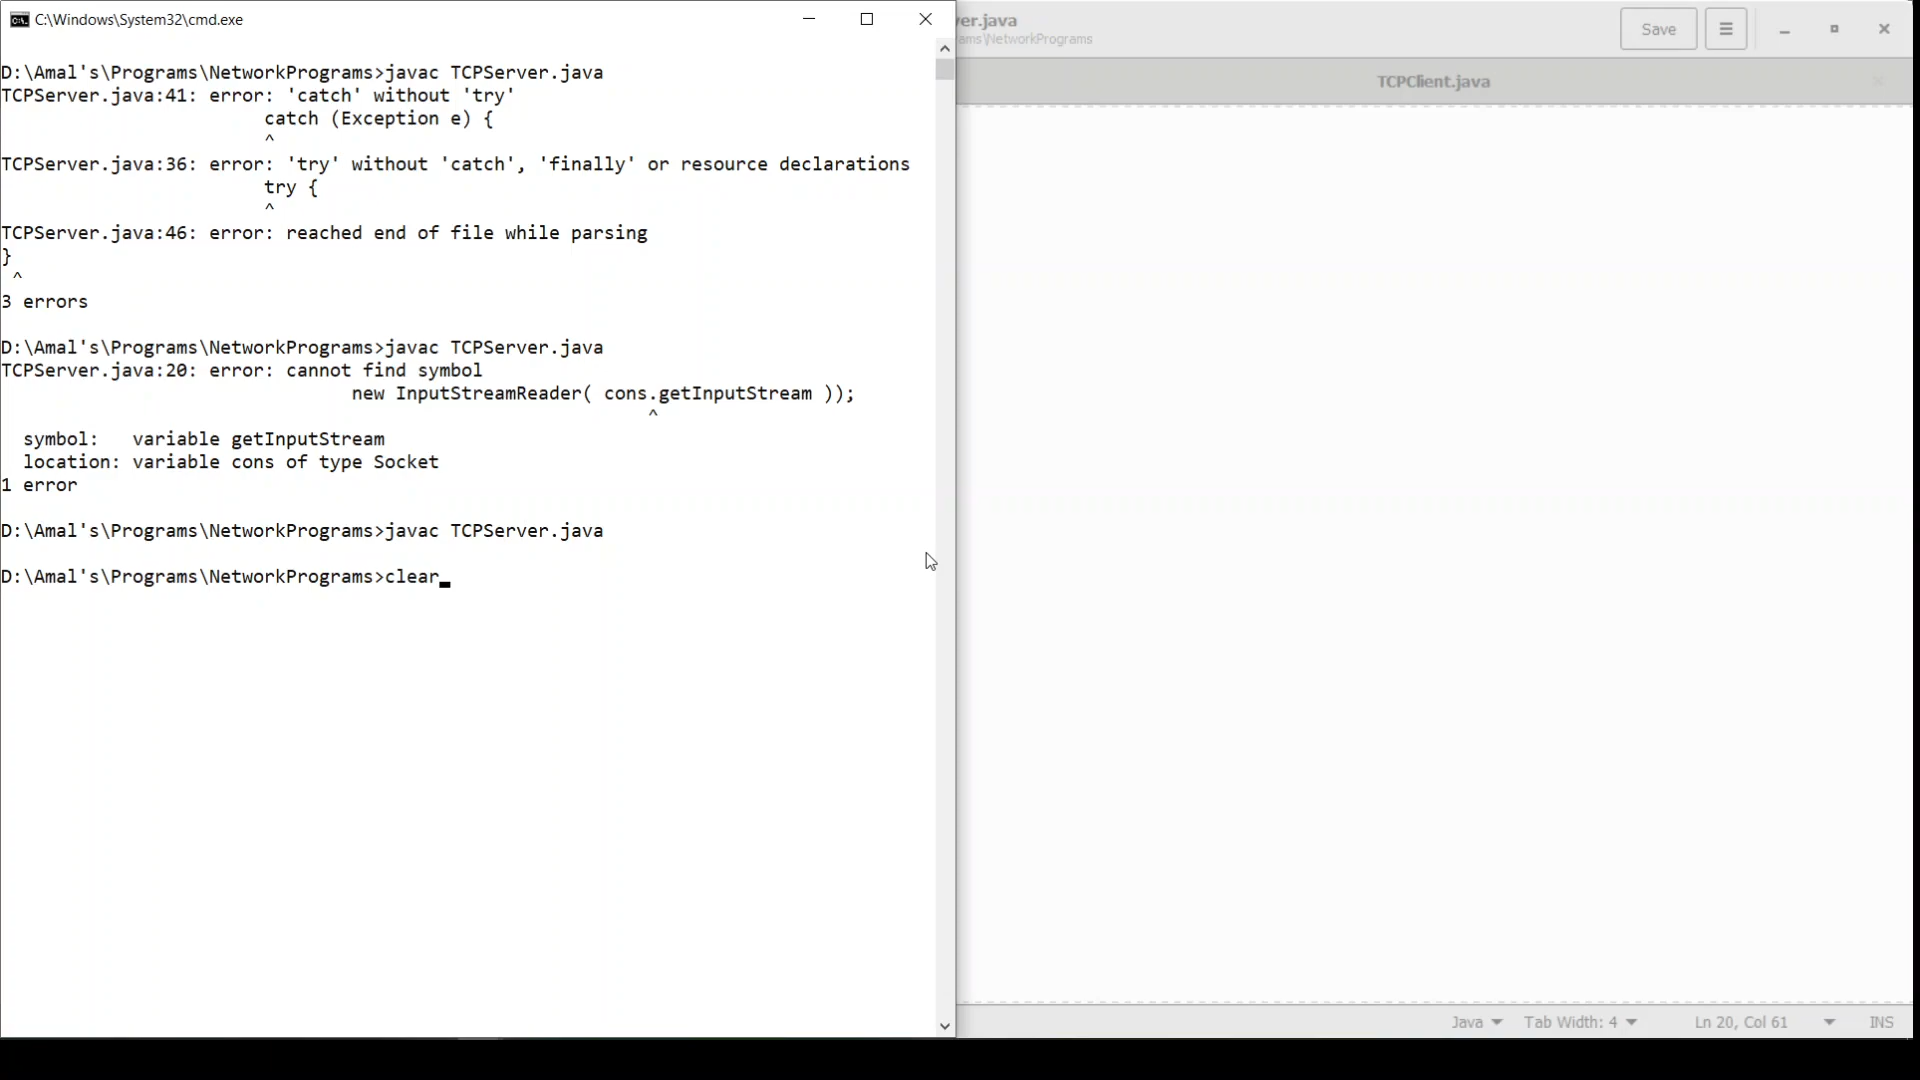 C:\Windows\System32\cmd.exe
D:\Amal's\Programs\NetworkPrograms>javac TCPServer.java
TCPServer.java:41: error: 'catch' without 'try'
catch (Exception e) {
^
TCPServer.java:36: error: 'try' without 'catch', 'finally' or resource declarations
try {
^
TCPServer.java:46: error: reached end of file while parsing
}
^
3 errors
D:\Amal's\Programs\NetworkPrograms>javac TCPServer.java
TCPServer.java:20: error: cannot find symbol
new InputStreamReader( cons.getInputStream ));
^
symbol:   variable getInputStream
location: variable cons of type Socket
1 error
D:\Amal's\Programs\NetworkPrograms>javac TCPServer.java
D:\Amal's\Programs\NetworkPrograms>clear
ver.java
ams\NetworkPrograms
Save
TCPClient.java
Java
Tab Width: 4
Ln 20, Col 61
INS